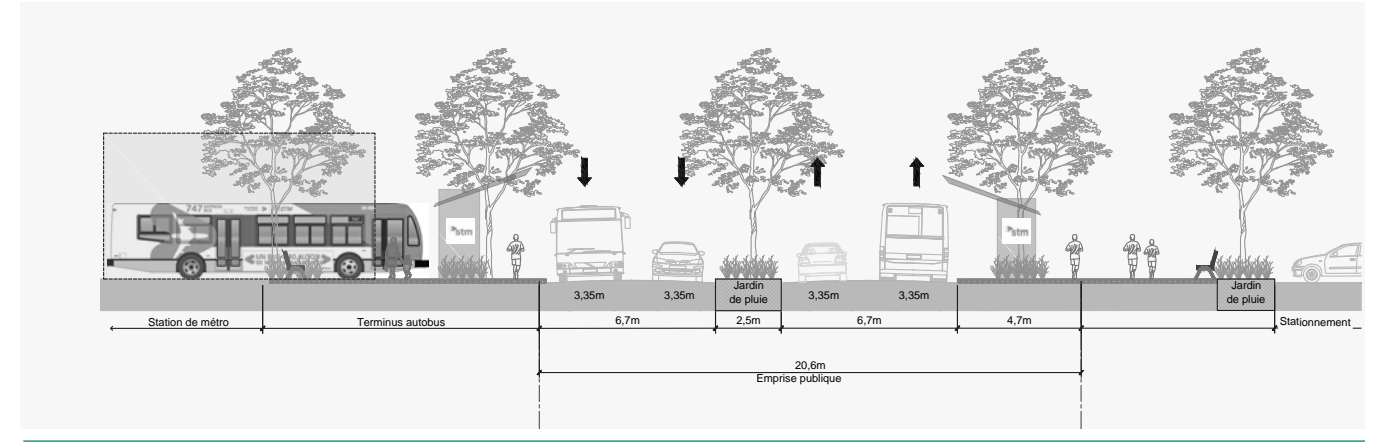 747
stm
stm
Jardin
de pluie
Jardin
de pluie
3,35m
3,35m
3,35m
3,35m
Station de métro
Terminus autobus
6,7m
2,5m
6,7m
4,7m
Stationnement
20,6m
Emprise publique